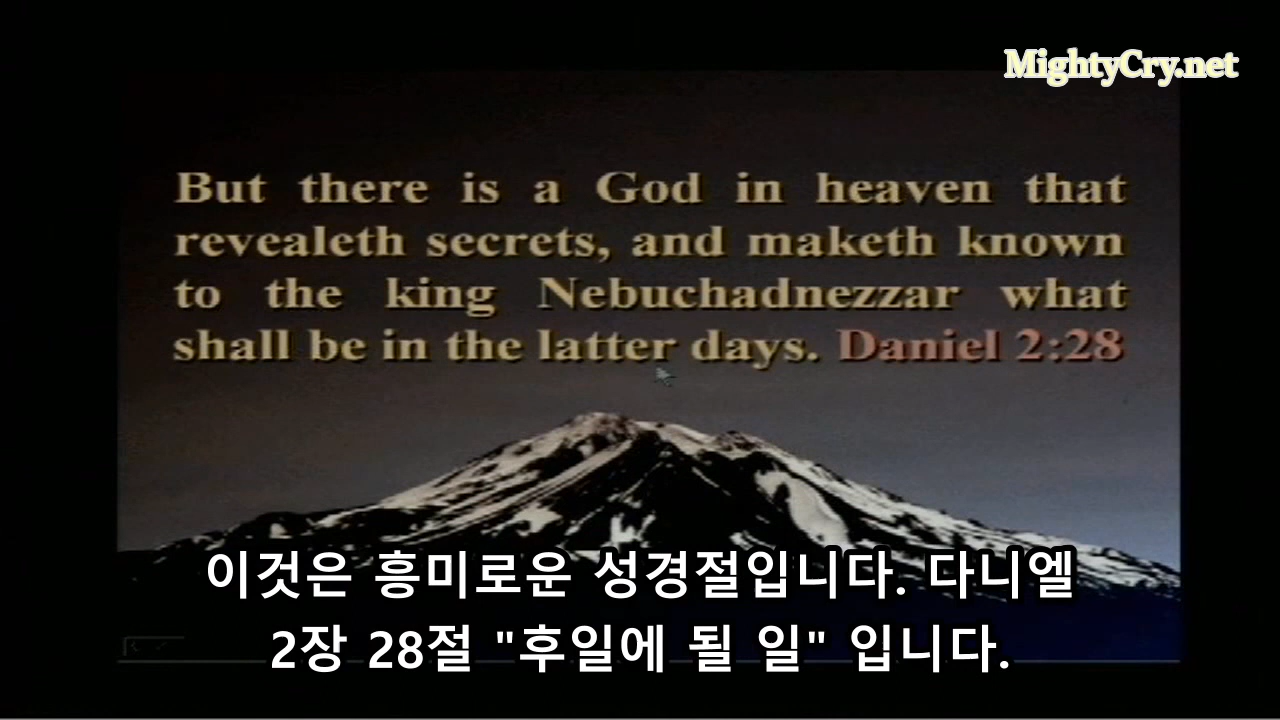 MightyCry.net
But there is a God in heaven that
revealeth secrets, and maketh known
to the king Nebuchadnezzar what
shall be in the latter days. Daniel 2:28
이것은 흥미로운 성경절입니다. 다니엘
2장 28절 "후일에 될 일" 입니다.